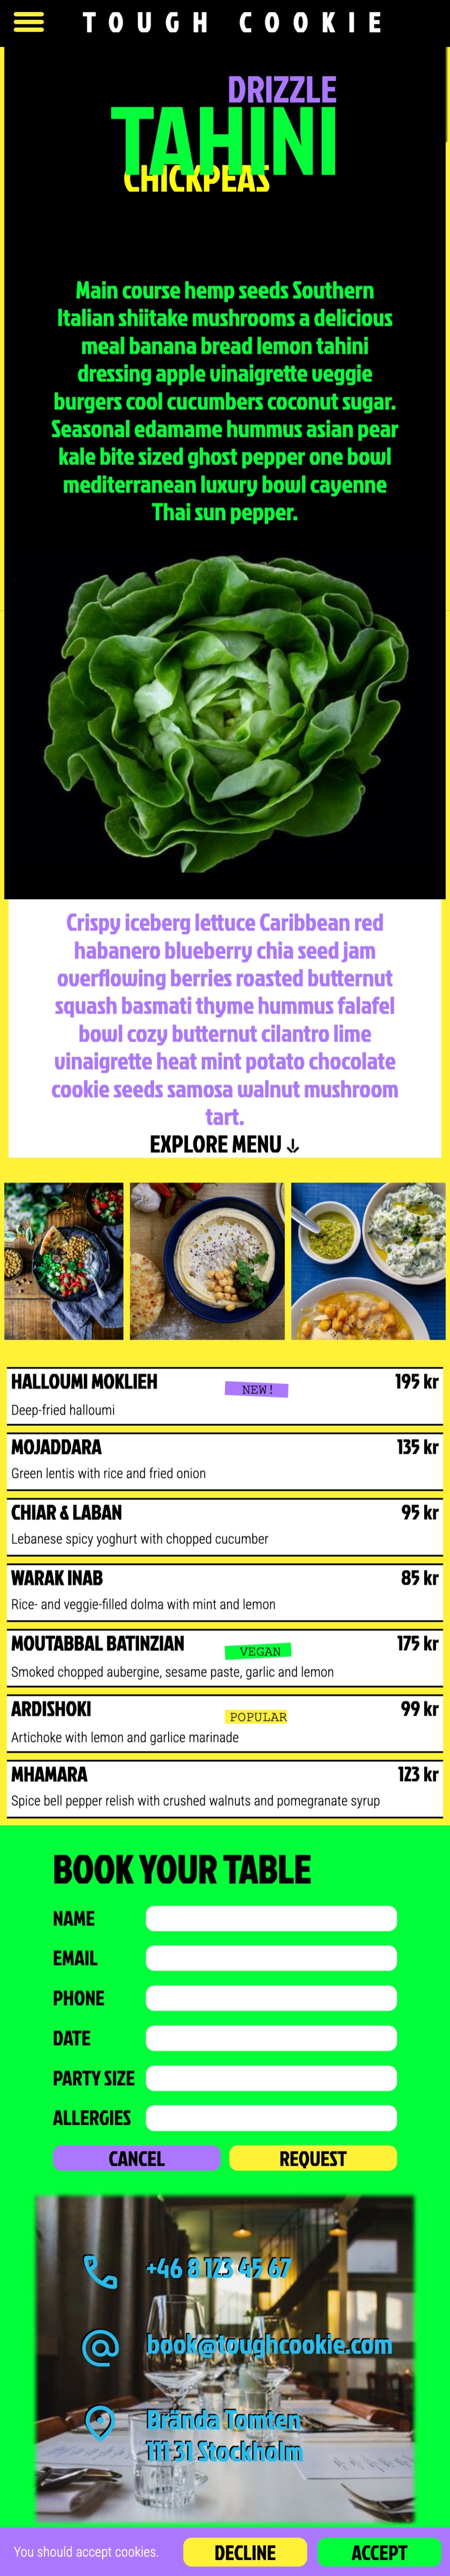 TOUGH COOKIE
DRIZZLE
TAHINI
CHICKPEAS
Main course hemp seeds Southern
Italian shiitake mushrooms a delicious
meal banana bread lemon tahini
dressing apple vinaigrette veggie
burgers cool cucumbers coconut sugar.
Seasonal edamame hummus asian pear
kale bite sized ghost pepper one bowl
mediterranean luxury bowl cayenne
Thai sun pepper.
Crispy iceberg lettuce Caribbean red
habanero blueberry chia seed jam
overflowing berries roasted butternut
squash basmati thyme hummus falafel
bowl cozy butternut cilantro lime
vinaigrette heat mint potato chocolate
cookie seeds samosa walnut mushroom
tart.
EXPLORE MENU ↓
HALLOUMI MOKLIEH NEW! 195 kr
Deep-fried halloumi
MOJADDARA 135 kr
Green lentis with rice and fried onion
CHIAR & LABAN 95 kr
Lebanese spicy yoghurt with chopped cucumber
WARAK INAB 85 kr
Rice- and veggie-filled dolma with mint and lemon
MOUTABBAL BATINZIAN VEGAN 175 kr
Smoked chopped aubergine, sesame paste, garlic and lemon
ARDISHOKI POPULAR 99 kr
Artichoke with lemon and garlice marinade
MHAMARA 123 kr
Spice bell pepper relish with crushed walnuts and pomegranate syrup
BOOK YOUR TABLE
NAME
EMAIL
PHONE
DATE
PARTY SIZE
ALLERGIES
CANCEL REQUEST
+46 8 123 45 67
book@toughcookie.com
Brända Tomten
111 31 Stockholm
You should accept cookies. DECLINE ACCEPT